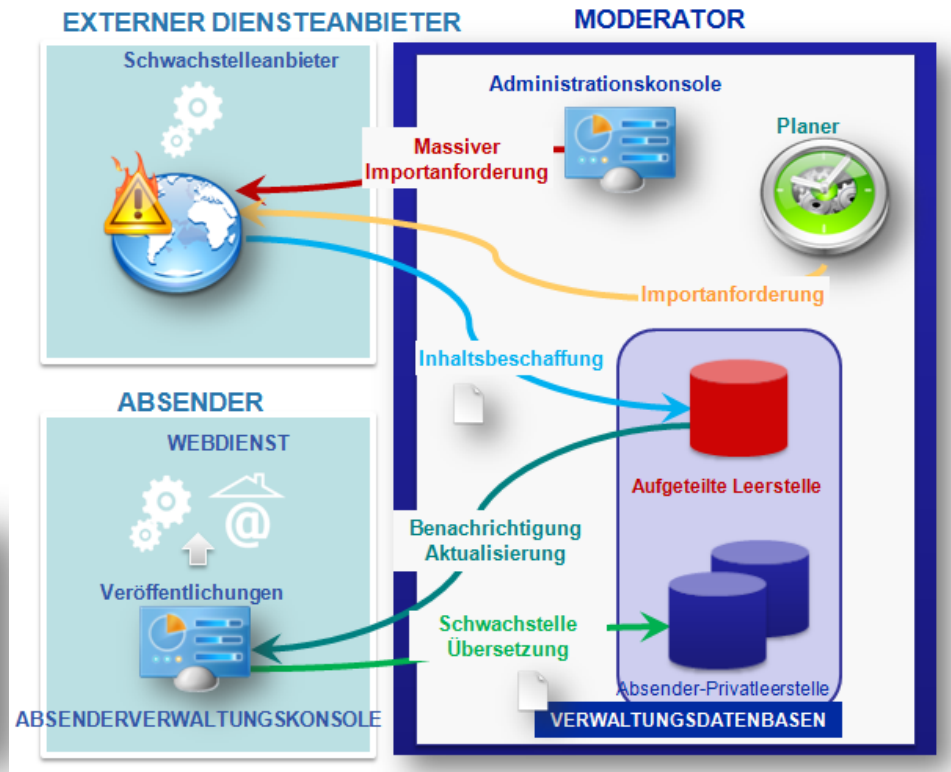 EXTERNER DIENSTEANBIETER
MODERATOR
Schwachstelleanbieter
Administrationskonsole
Planer
Massiver
Importanforderung
Importanforderung
Inhaltsbeschaffung
ABSENDER
WEBDIENST
@
Aufgeteilte Leerstelle
Benachrichtigung
Aktualisierung
Veröffentlichungen
Schwachstelle
Übersetzung
Absender-Privatleerstelle
ABSENDERVERWALTUNGSKONSOLE
VERWALTUNGSDATENBASEN